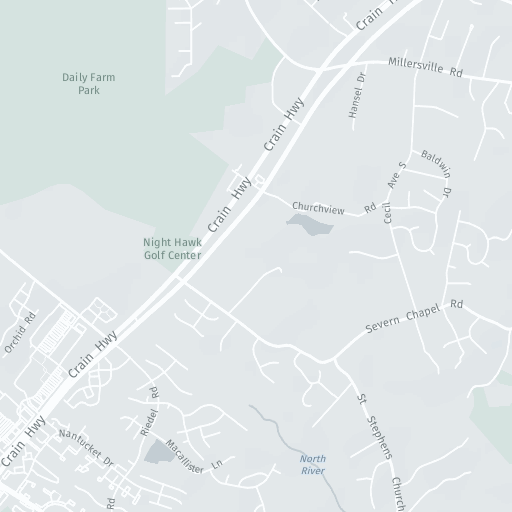 Crain Hwy
Millersville Rd
Daily Farm
Park
Hansel Dr
Crain Hwy
Baldwin Dr
Cecil Ave S
Crain Hwy
Churchview Rd
Night Hawk
Golf Center
Severn Chapel Rd
Orchid Rd
Crain Hwy
Riedel Rd
St Stephens Church
Crain Hwy
Nantucket Dr
Macallister Ln
North
River
Rd